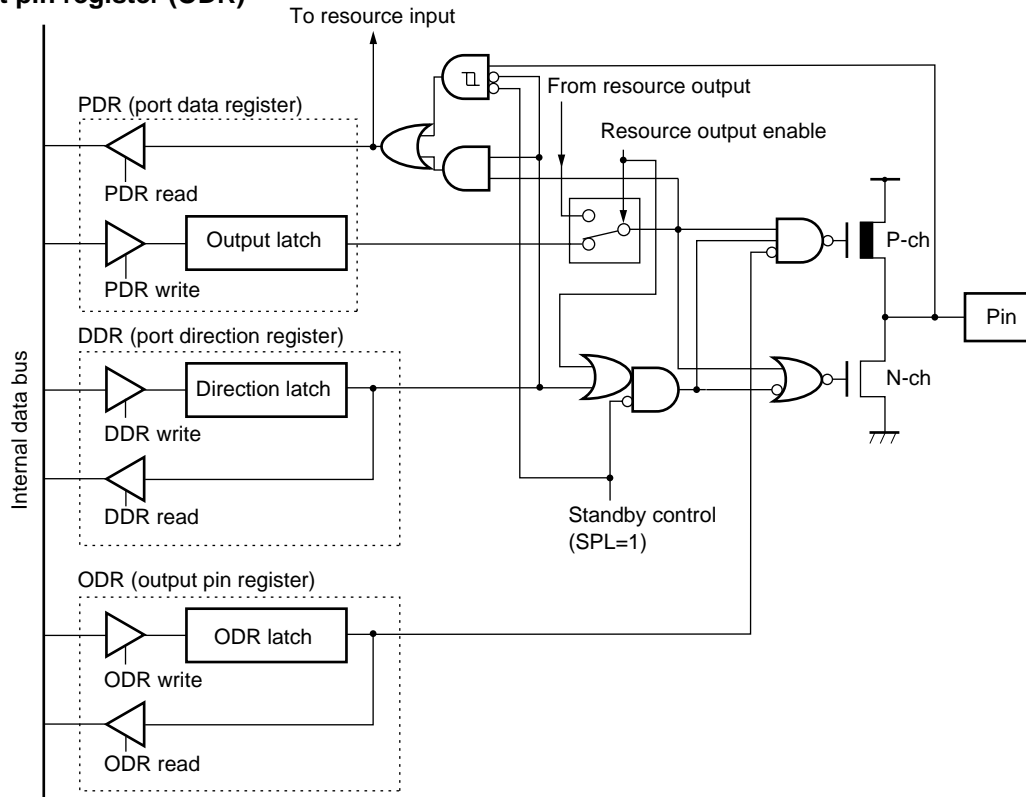 t pin register (ODR)
To resource input
From resource output
PDR (port data register)
Resource output enable
PDR read
P-ch
Output latch
PDR write
Pin
DDR (port direction register)
Internal data bus
Direction latch
N-ch
DDR write
DDR read
Standby control
(SPL=1)
ODR (output pin register)
ODR latch
ODR write
ODR read